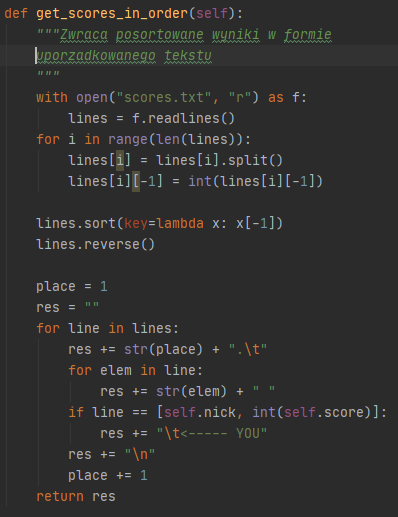 def get_scores_in_order(self):
    """Zwraca posortowane wyniki w formie
    uporzadkowanego tekstu
    """
    with open("scores.txt", "r") as f:
        lines = f.readlines()
    for i in range(len(lines)):
        lines[i] = lines[i].split()
        lines[i][-1] = int(lines[i][-1])

    lines.sort(key=lambda x: x[-1])
    lines.reverse()

    place = 1
    res = ""
    for line in lines:
        res += str(place) + ".\t"
        for elem in line:
            res += str(elem) + " "
        if line == [self.nick, int(self.score)]:
            res += "\t<----- YOU"
        res += "\n"
        place += 1
    return res